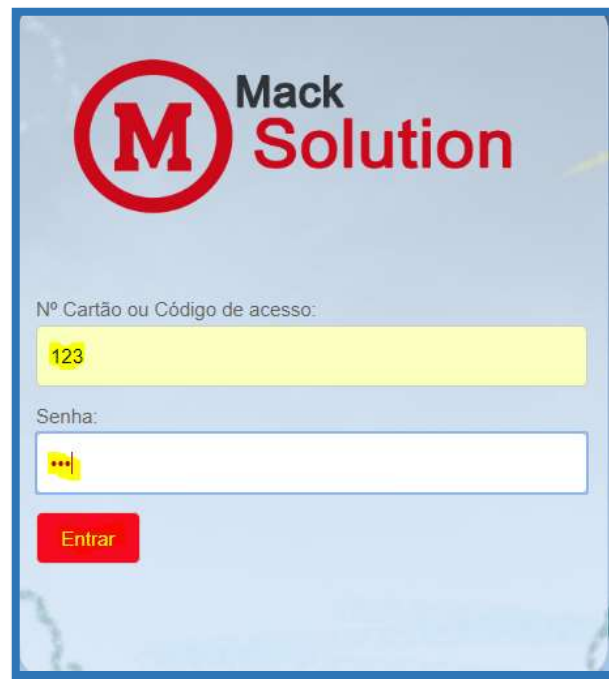 M
Mack
Solution
Nº Cartão ou Código de acesso:
123
Senha:
•••
Entrar